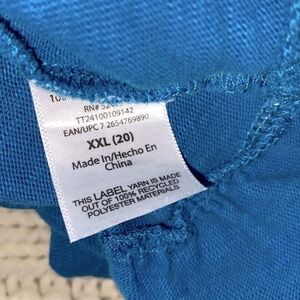 RN#
TT24100109142
EAN/UPC 7 2654769890
XXL (20)
Made In/Hecho En
China
THIS LABEL YARN IS MADE
OUT OF 100% RECYCLED
POLYESTER MATERIALS